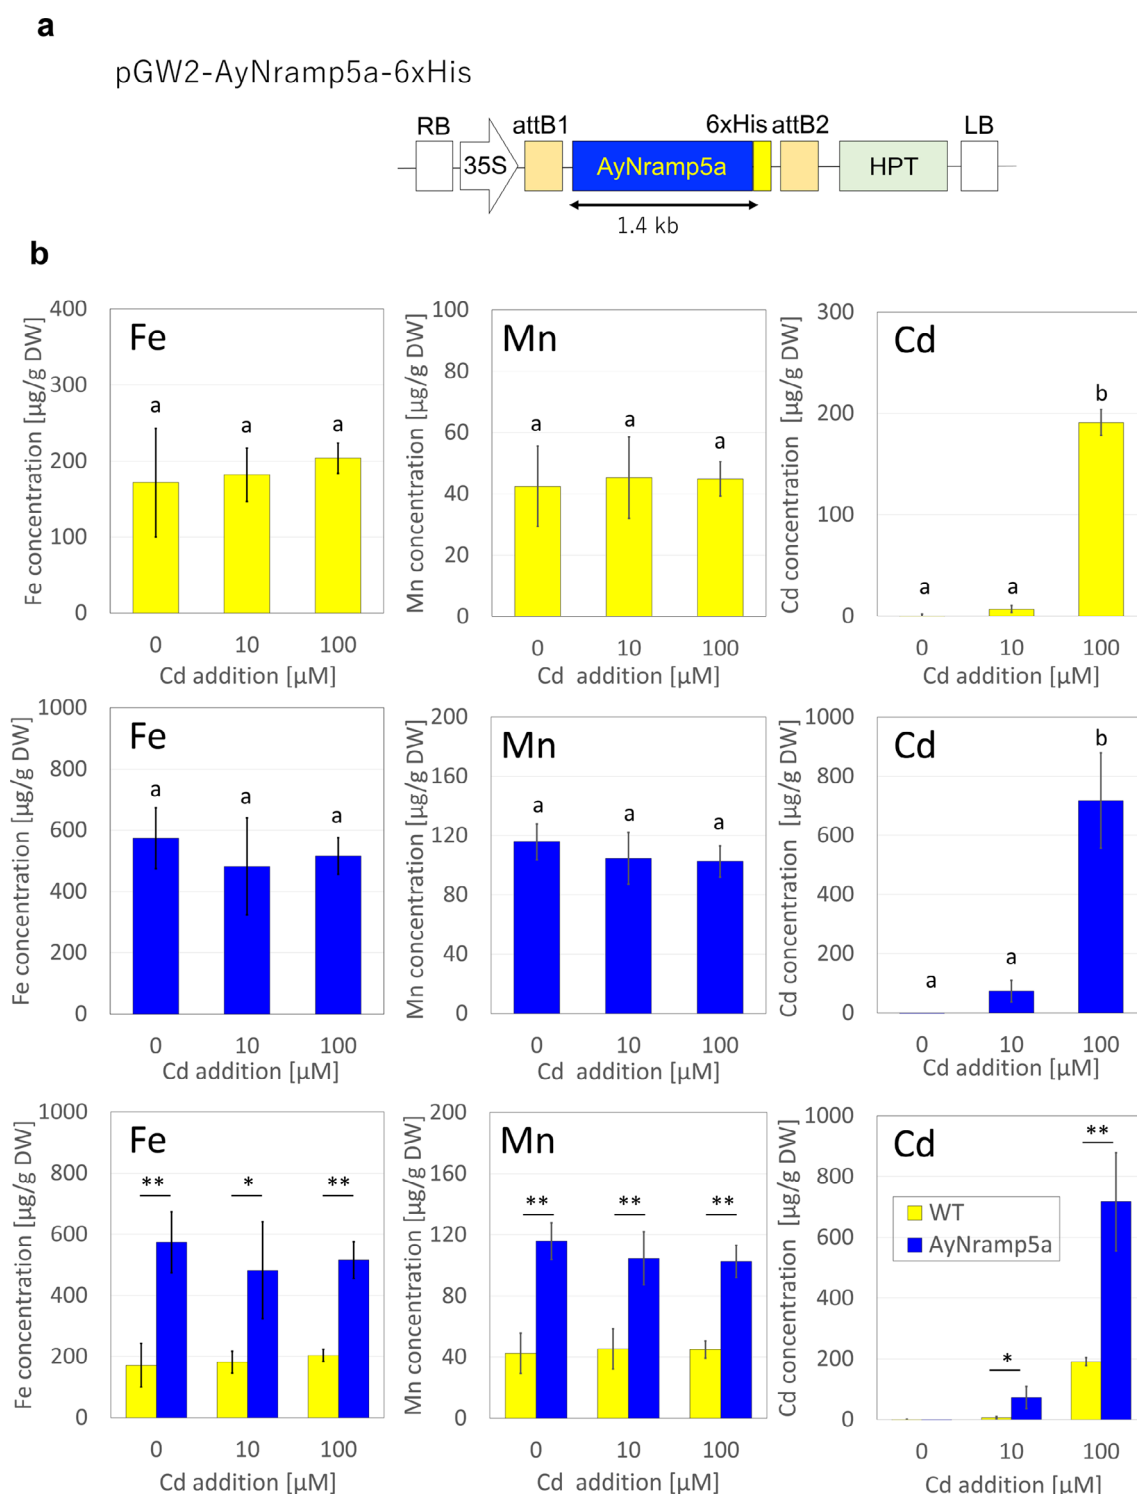 a
pGW2-AyNramp5a-6xHis
RB
35S
attB1
AyNramp5a
6xHis
attB2
HPT
LB
1.4 kb
b
Fe concentration [µg/g DW]
400
300
200
100
0
Fe
a
a
a
0
10
100
Cd addition [µM]
Mn concentration [µg/g DW]
100
80
60
40
20
0
Mn
a
a
a
0
10
100
Cd addition [µM]
Cd concentration [µg/g DW]
300
200
100
0
Cd
a
a
b
0
10
100
Cd addition [µM]
Fe concentration [µg/g DW]
1000
800
600
400
200
0
Fe
a
a
a
0
10
100
Cd addition [µM]
Mn concentration [µg/g DW]
200
160
120
80
40
0
Mn
a
a
a
0
10
100
Cd addition [µM]
Cd concentration [µg/g DW]
1000
800
600
400
200
0
Cd
a
a
b
0
10
100
Cd addition [µM]
Fe concentration [µg/g DW]
1000
800
600
400
200
0
Fe
**
*
**
0
10
100
Cd addition [µM]
Mn concentration [µg/g DW]
200
160
120
80
40
0
Mn
**
**
**
0
10
100
Cd addition [µM]
Cd concentration [µg/g DW]
1000
800
600
400
200
0
Cd
**
WT
AyNramp5a
*
0
10
100
Cd addition [µM]